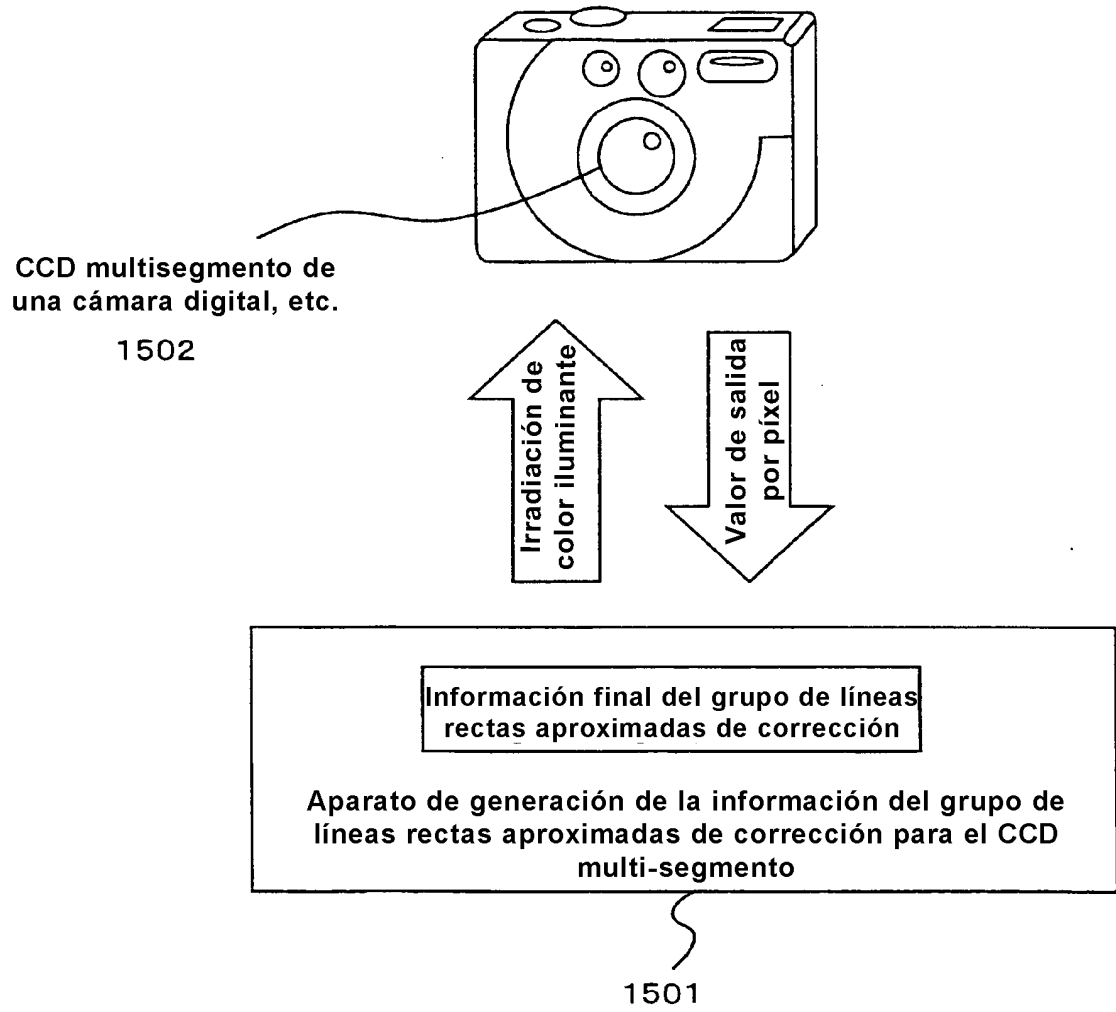 CCD multisegmento de
una cámara digital, etc.
1502
Irradiación de
color iluminante
Valor de salida
por píxel
Información final del grupo de líneas
rectas aproximadas de corrección
Aparato de generación de la información del grupo de
líneas rectas aproximadas de corrección para el CCD
multi-segmento
1501